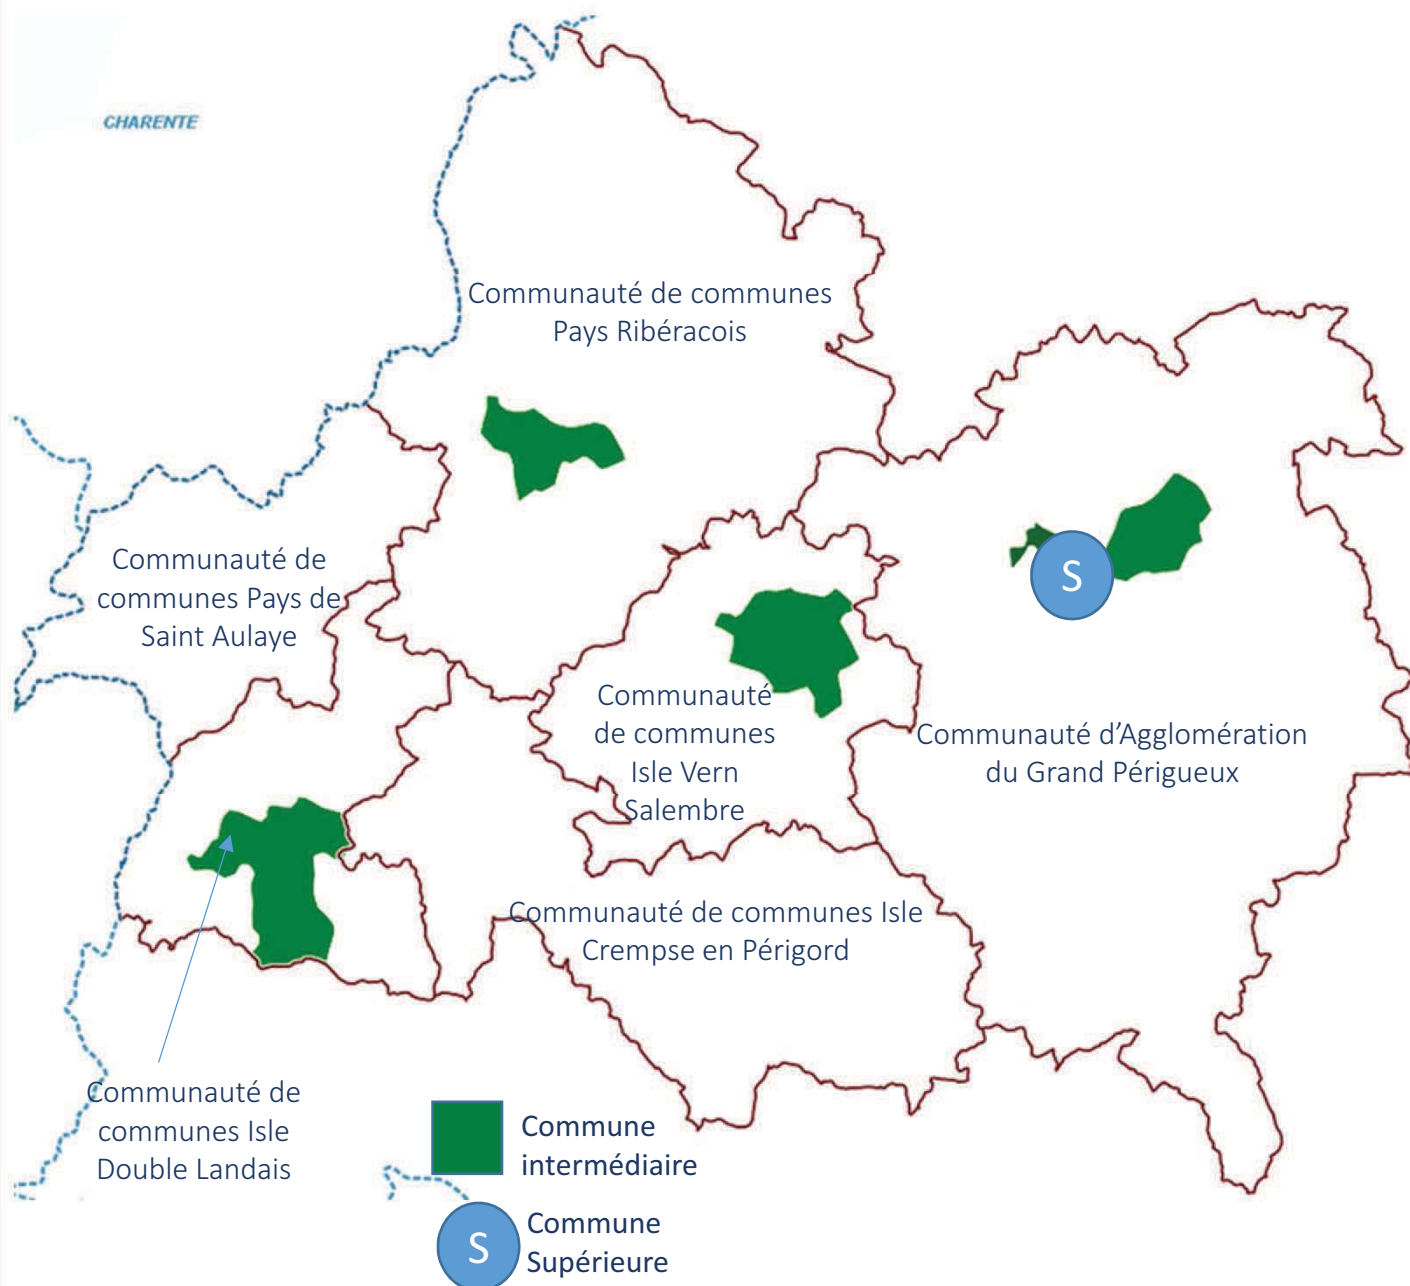 CHARENTE
Communauté de communes
Pays Ribéracois
Communauté de
communes Pays de
Saint Aulaye
S
Communauté
de communes
Isle Vern
Salembre
Communauté d’Agglomération
du Grand Périgueux
Communauté de communes Isle
Crempse en Périgord
Communauté de
communes Isle
Double Landais
Commune
intermédiaire
S
Commune
Supérieure